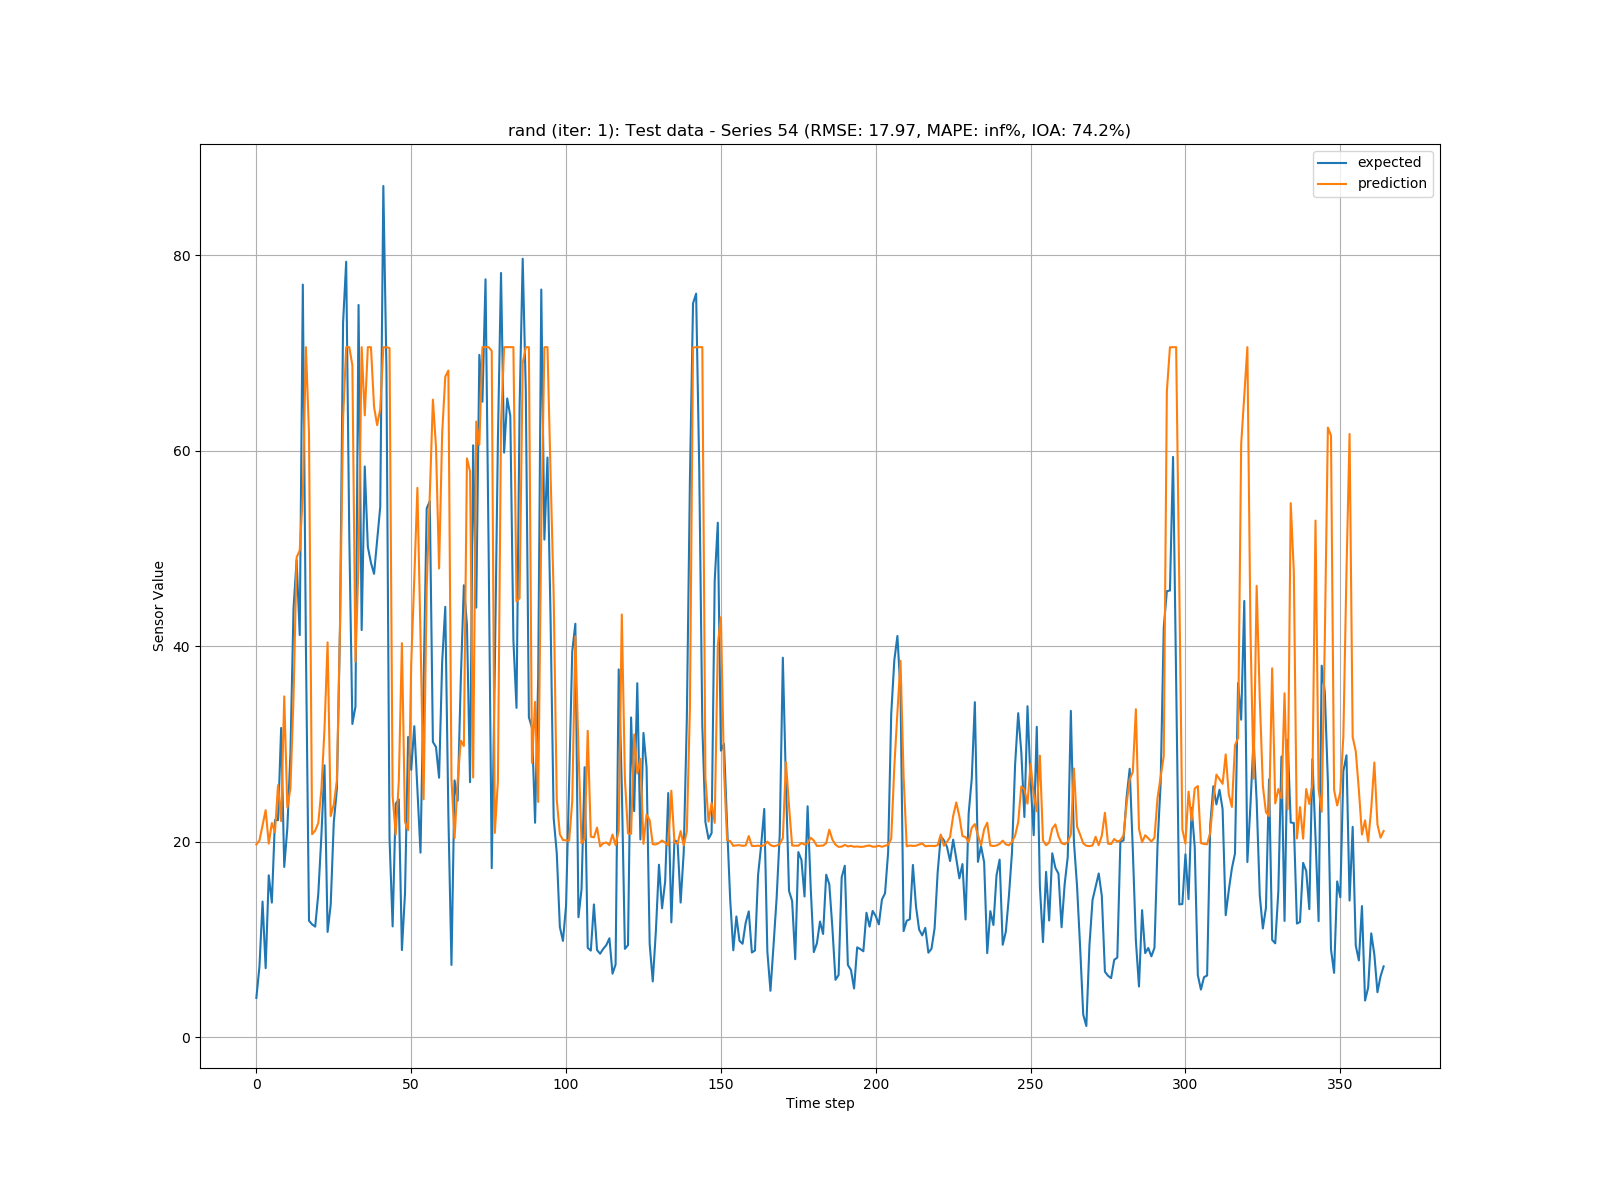 rand (iter: 1): Test data - Series 54 (RMSE: 17.97, MAPE: inf%, IOA: 74.2%)
expected
prediction
80
60
40
20
0
Sensor Value
0 50 100 150 200 250 300 350
Time step